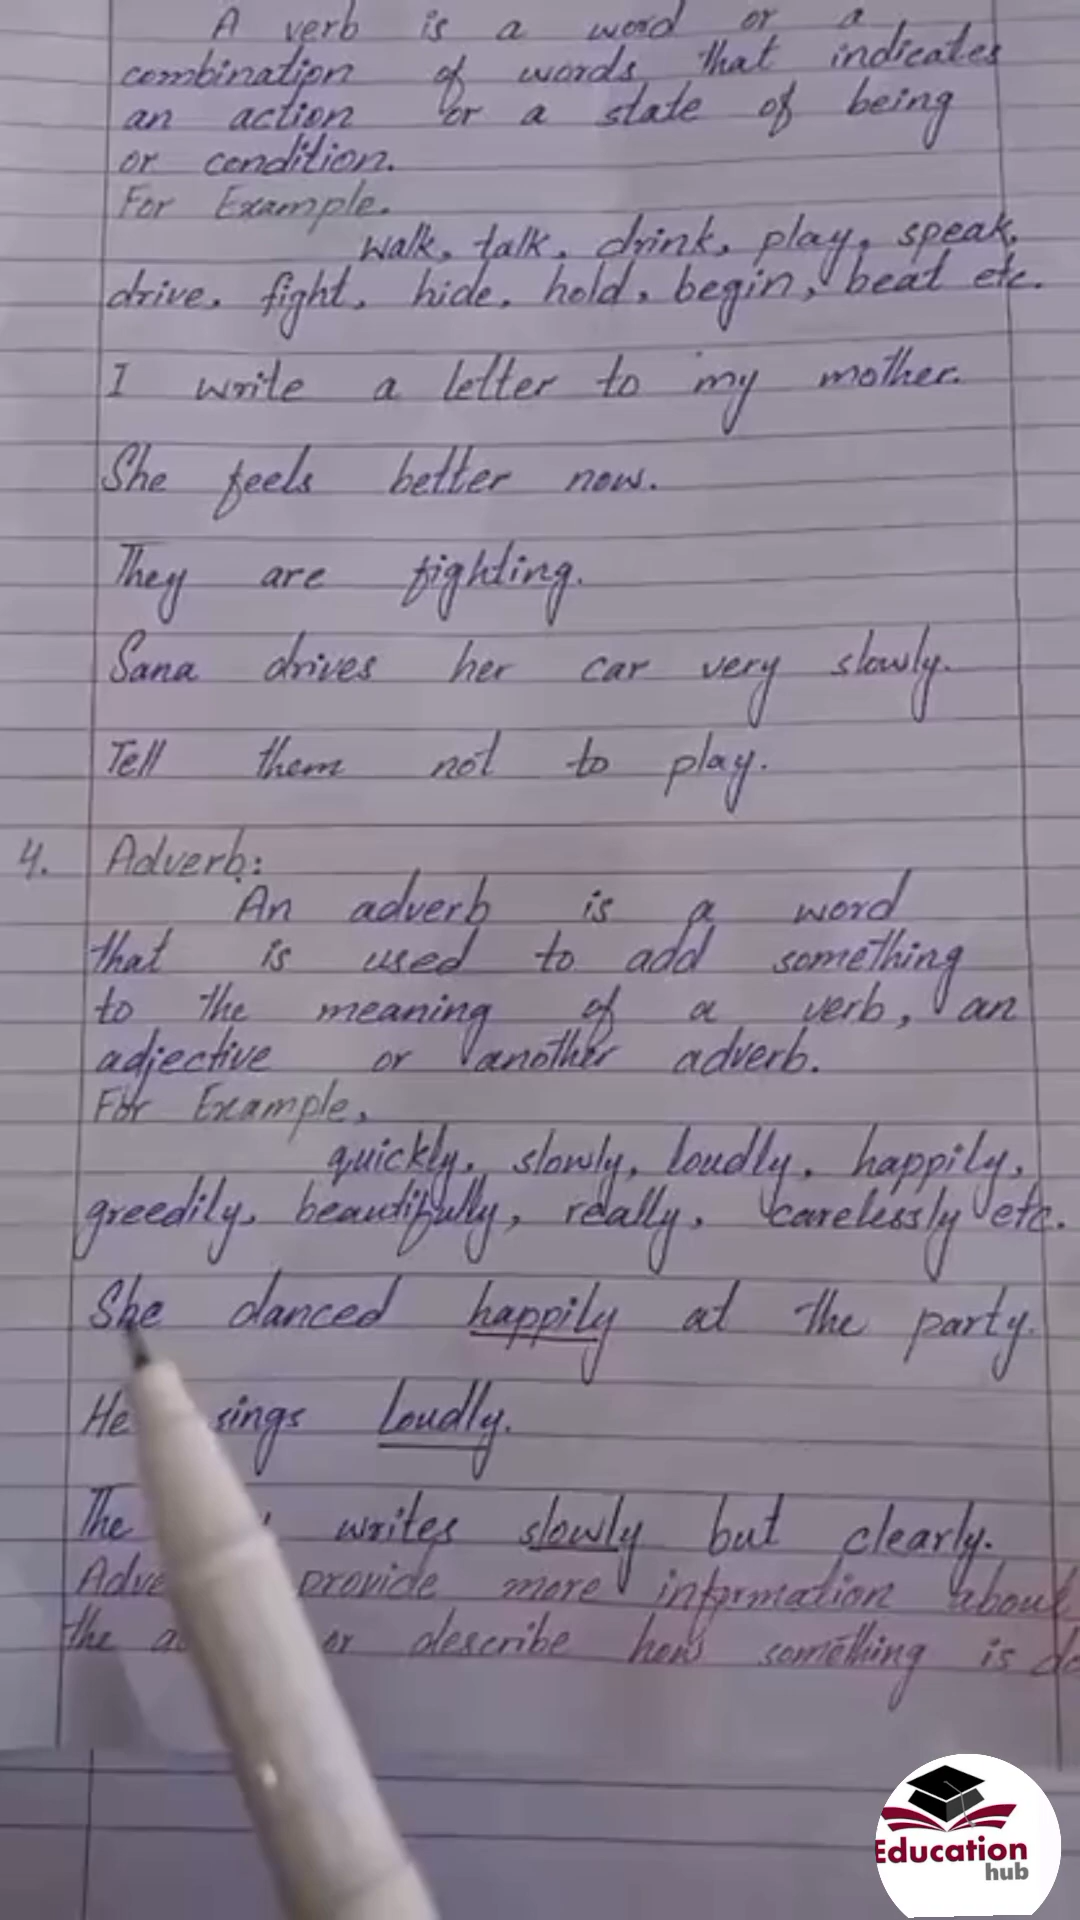 A verb is a word or a
combination of words that indicates
an action or a state of being
or condition.
For Example.
walk, talk, drink, play, speak,
drive, fight, hide, hold, begin, beat etc.
I write a letter to my mother.
She feels better now.
They are fighting.
Sana drives her car very slowly.
Tell them not to play.
4. Adverb:
An adverb is a word
that is used to add something
to the meaning of a verb, an
adjective or another adverb.
For Example,
quickly, slowly, loudly, happily,
greedily, beautifully, really, carelessly etc.
She danced happily at the party.
He sings loudly.
The writes slowly but clearly.
provide more information about
the or describe how something is
Education
hub